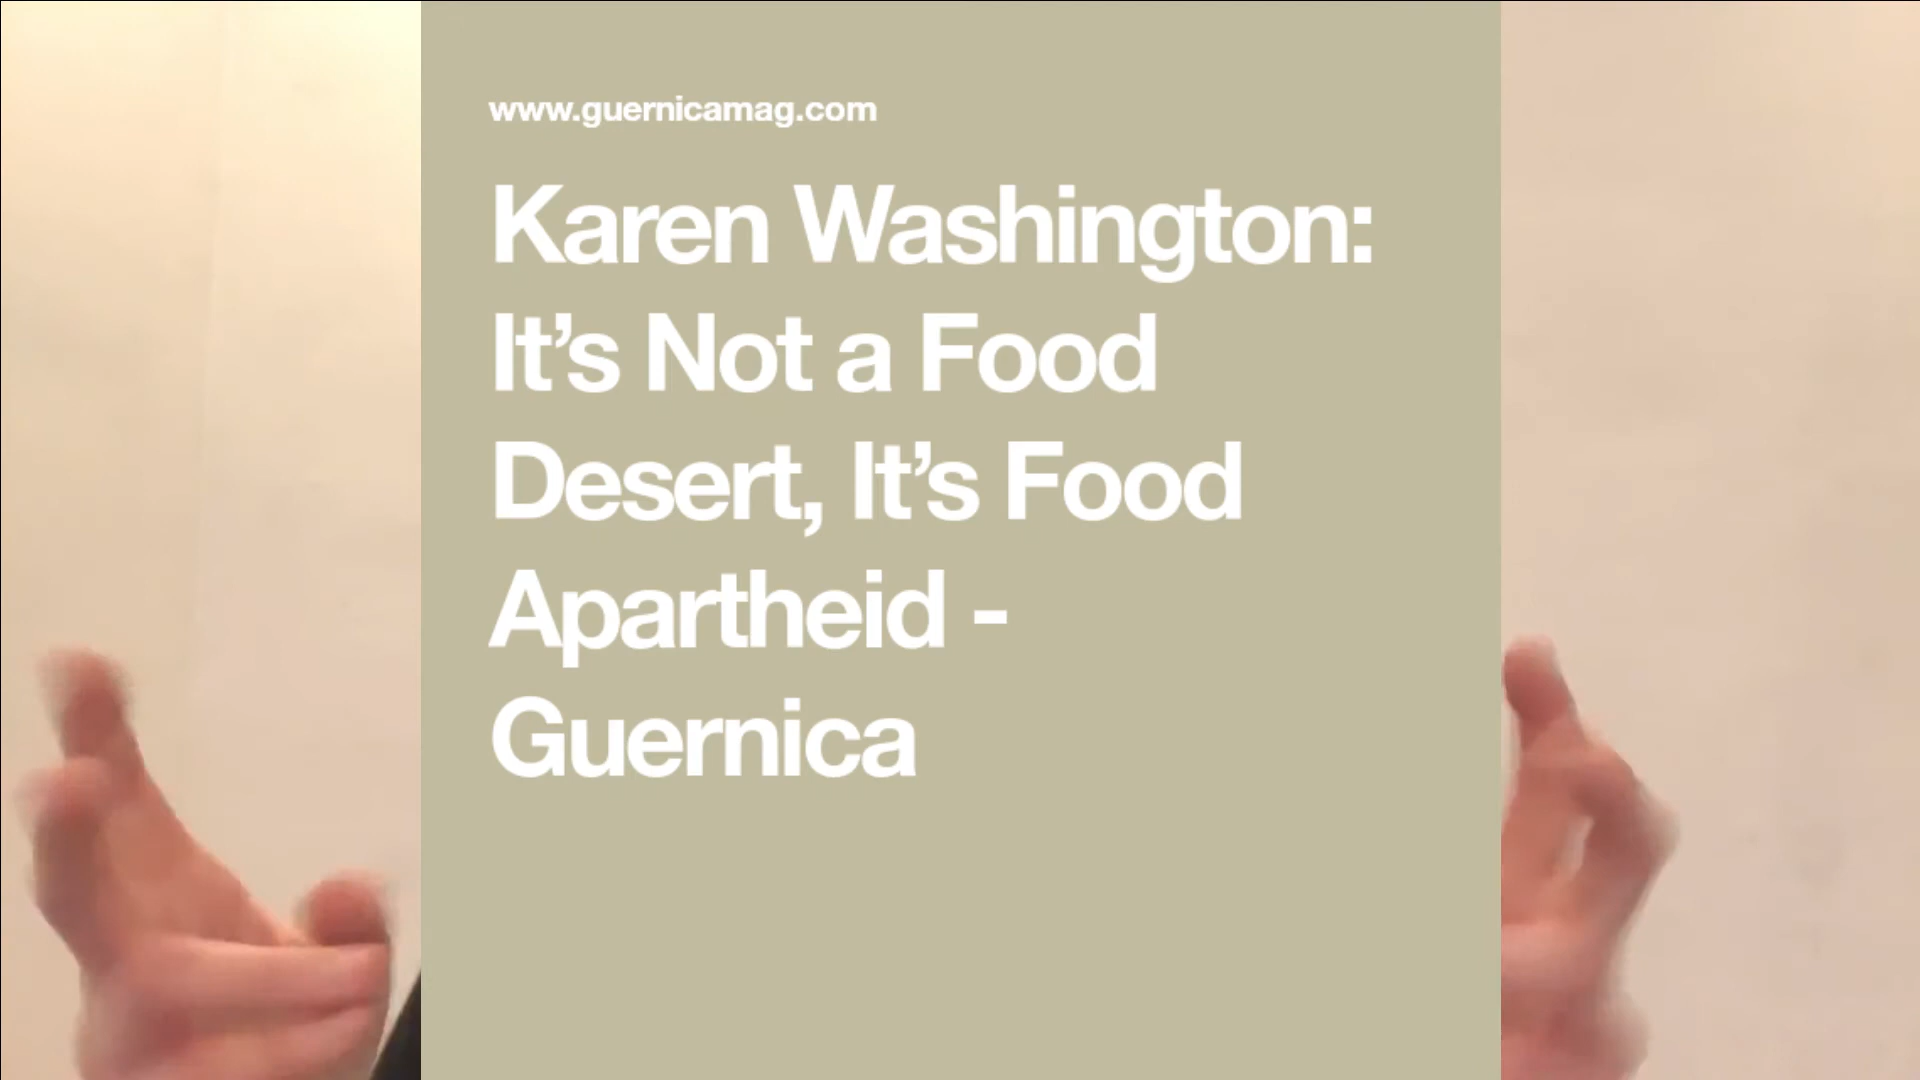 www.guernicamag.com
Karen Washington:
It’s Not a Food
Desert, It’s Food
Apartheid -
Guernica